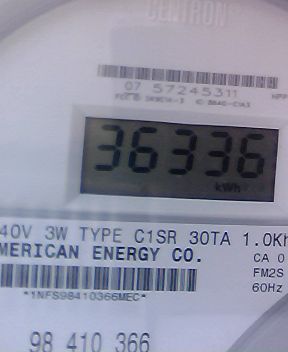 CENTRON
07 57245311
36336
kWh
40V 3W TYPE C1SR 30TA 1.0Kh
MERICAN ENERGY CO.
CA 0
*1NFS98410366MEC*
FM2S
60Hz
98 410 366